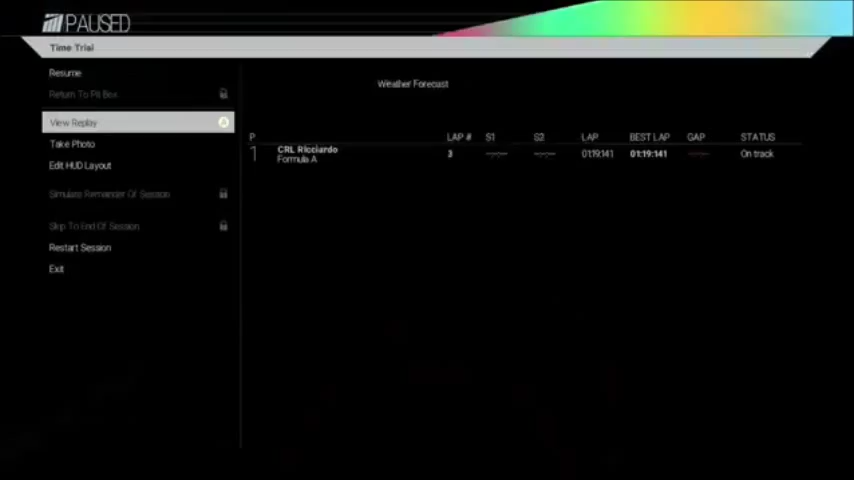 PAUSED
Time Trial
Resume
Return To Pit Box
View Replay
Take Photo
Edit HUD Layout
Simulate Remainder Of Session
Skip To End Of Session
Restart Session
Exit
Weather Forecast
P LAP # S1 S2 LAP BEST LAP GAP STATUS
1 CRL Ricciardo 3 --:-- --:-- 01:19:141 01:19:141 --:-- On track
Formula A